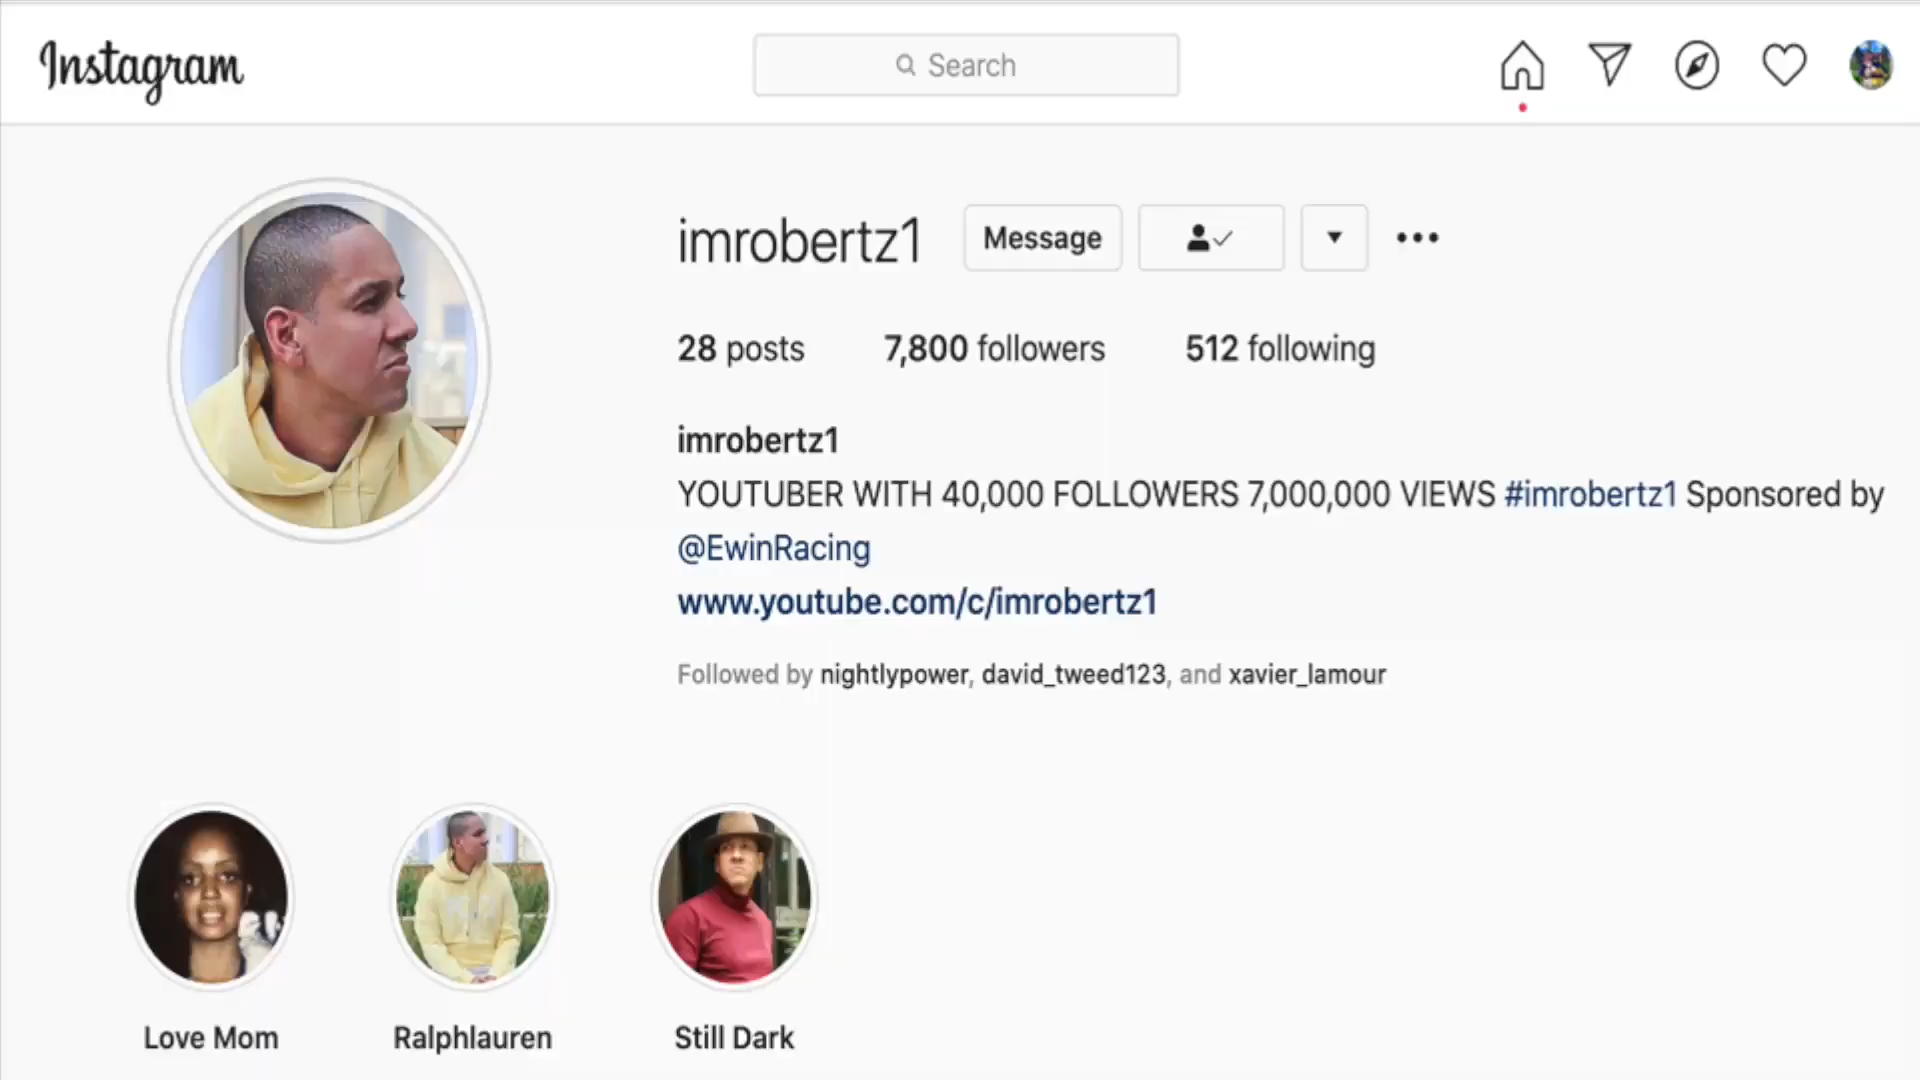 Instagram
Search
imrobertz1 Message
28 posts 7,800 followers 512 following
imrobertz1
YOUTUBER WITH 40,000 FOLLOWERS 7,000,000 VIEWS #imrobertz1 Sponsored by
@EwinRacing
www.youtube.com/c/imrobertz1
Followed by nightlypower, david_tweed123, and xavier_lamour
Love Mom Ralphlauren Still Dark